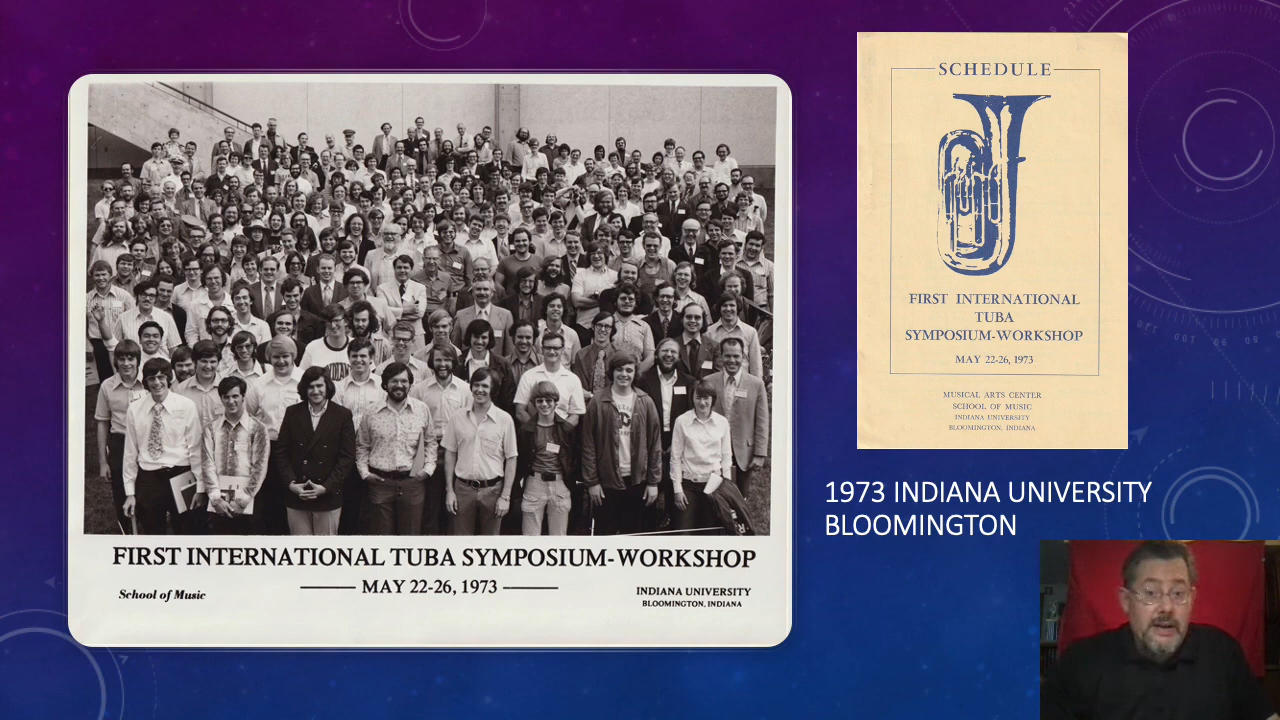 FIRST INTERNATIONAL TUBA SYMPOSIUM-WORKSHOP
MAY 22-26, 1973
School of Music
INDIANA UNIVERSITY
BLOOMINGTON, INDIANA
SCHEDULE
FIRST INTERNATIONAL
TUBA
SYMPOSIUM-WORKSHOP
MAY 22-26, 1973
MUSICAL ARTS CENTER
SCHOOL OF MUSIC
INDIANA UNIVERSITY
BLOOMINGTON, INDIANA
1973 INDIANA UNIVERSITY
BLOOMINGTON